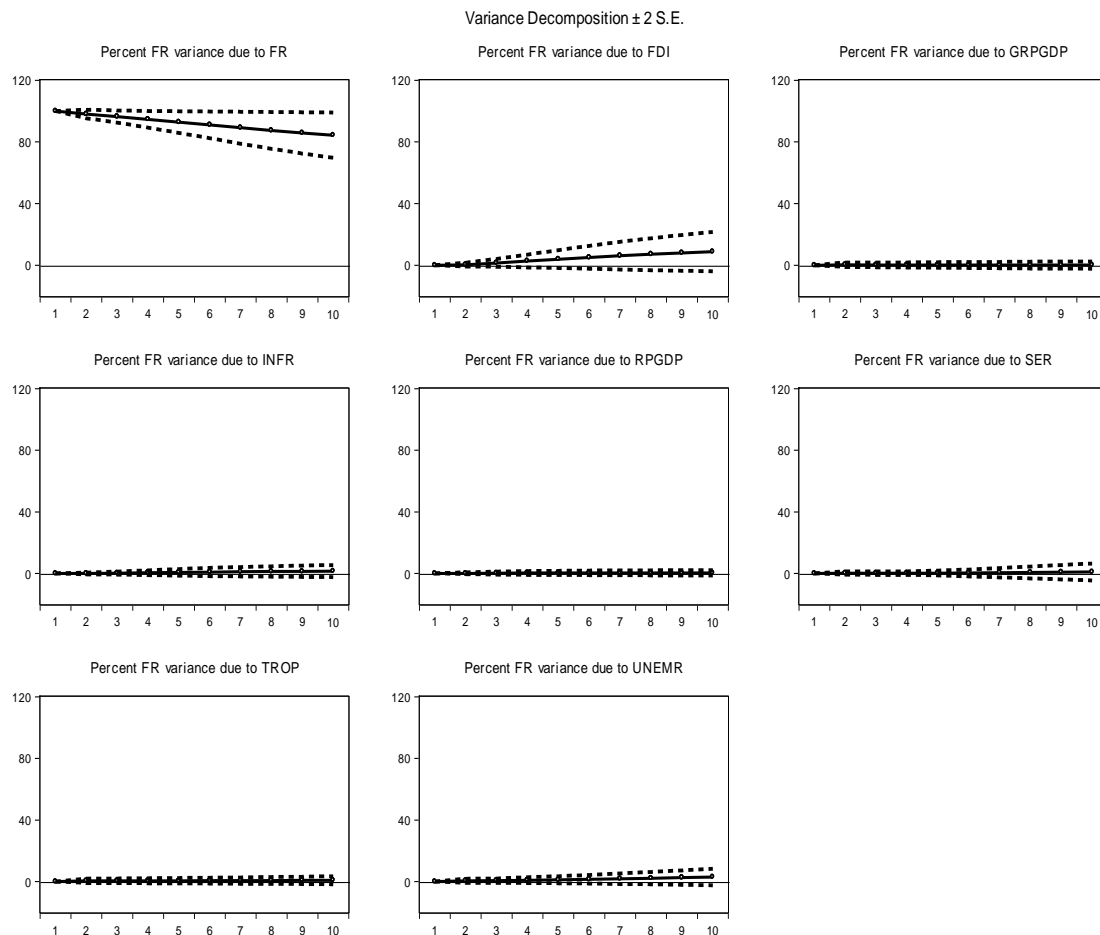 Variance Decomposition ± 2 S.E.
Percent FR variance due to FR
120
80
40
0
1 2 3 4 5 6 7 8 9 10
Percent FR variance due to FDI
120
80
40
0
1 2 3 4 5 6 7 8 9 10
Percent FR variance due to GRPGDP
120
80
40
0
1 2 3 4 5 6 7 8 9 10
Percent FR variance due to INFR
120
80
40
0
1 2 3 4 5 6 7 8 9 10
Percent FR variance due to RPGDP
120
80
40
0
1 2 3 4 5 6 7 8 9 10
Percent FR variance due to SER
120
80
40
0
1 2 3 4 5 6 7 8 9 10
Percent FR variance due to TROP
120
80
40
0
1 2 3 4 5 6 7 8 9 10
Percent FR variance due to UNEMR
120
80
40
0
1 2 3 4 5 6 7 8 9 10